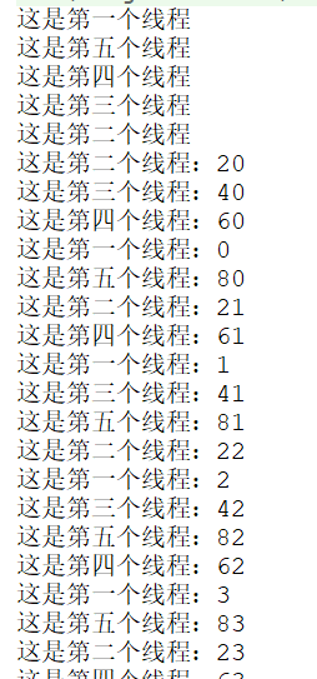 这是第一个线程
这是第五个线程
这是第四个线程
这是第三个线程
这是第二个线程
这是第二个线程：20
这是第三个线程：40
这是第四个线程：60
这是第一个线程：0
这是第五个线程：80
这是第二个线程：21
这是第四个线程：61
这是第一个线程：1
这是第三个线程：41
这是第五个线程：81
这是第二个线程：22
这是第一个线程：2
这是第三个线程：42
这是第五个线程：82
这是第四个线程：62
这是第一个线程：3
这是第五个线程：83
这是第二个线程：23
这是第四个线程：63